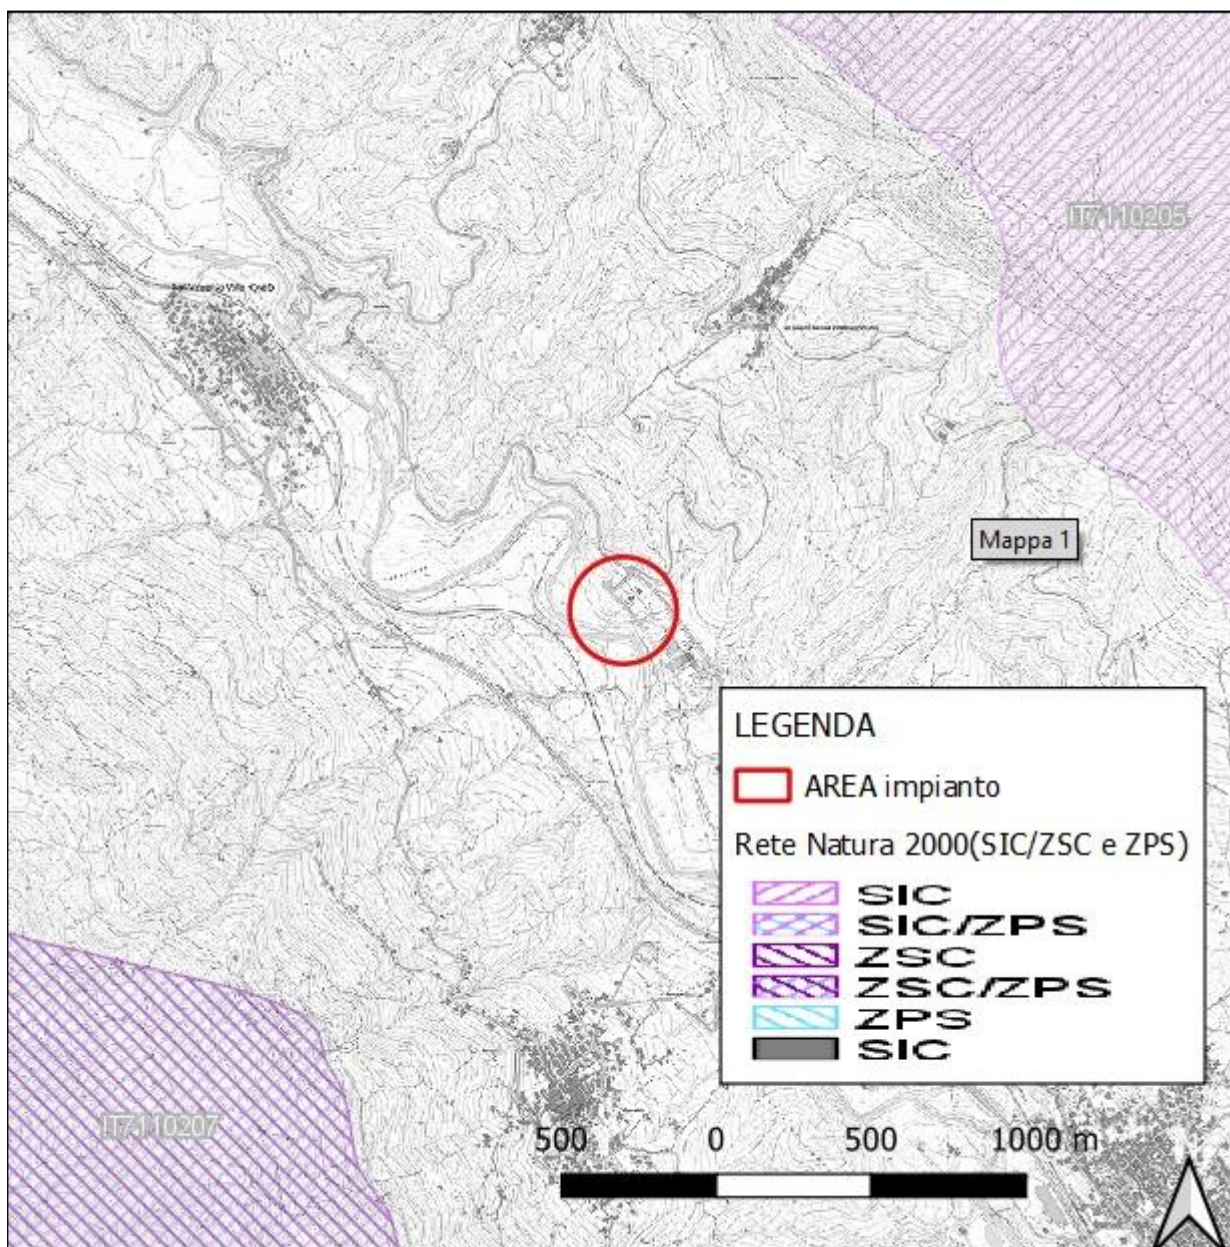 IT7110205
Mappa 1
LEGENDA
AREA impianto
Rete Natura 2000(SIC/ZSC e ZPS)
SIC
SIC/ZPS
ZSC
ZSC/ZPS
ZPS
SIC
IT7110207
500 0 500 1000 m